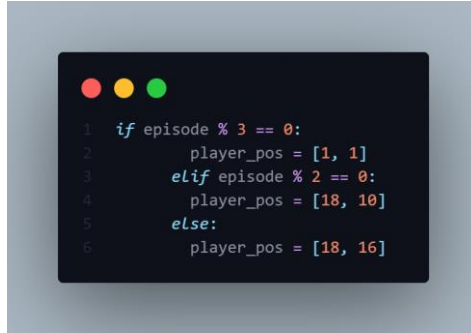 1 if episode % 3 == 0:
2 player_pos = [1, 1]
3 elif episode % 2 == 0:
4 player_pos = [18, 10]
5 else:
6 player_pos = [18, 16]